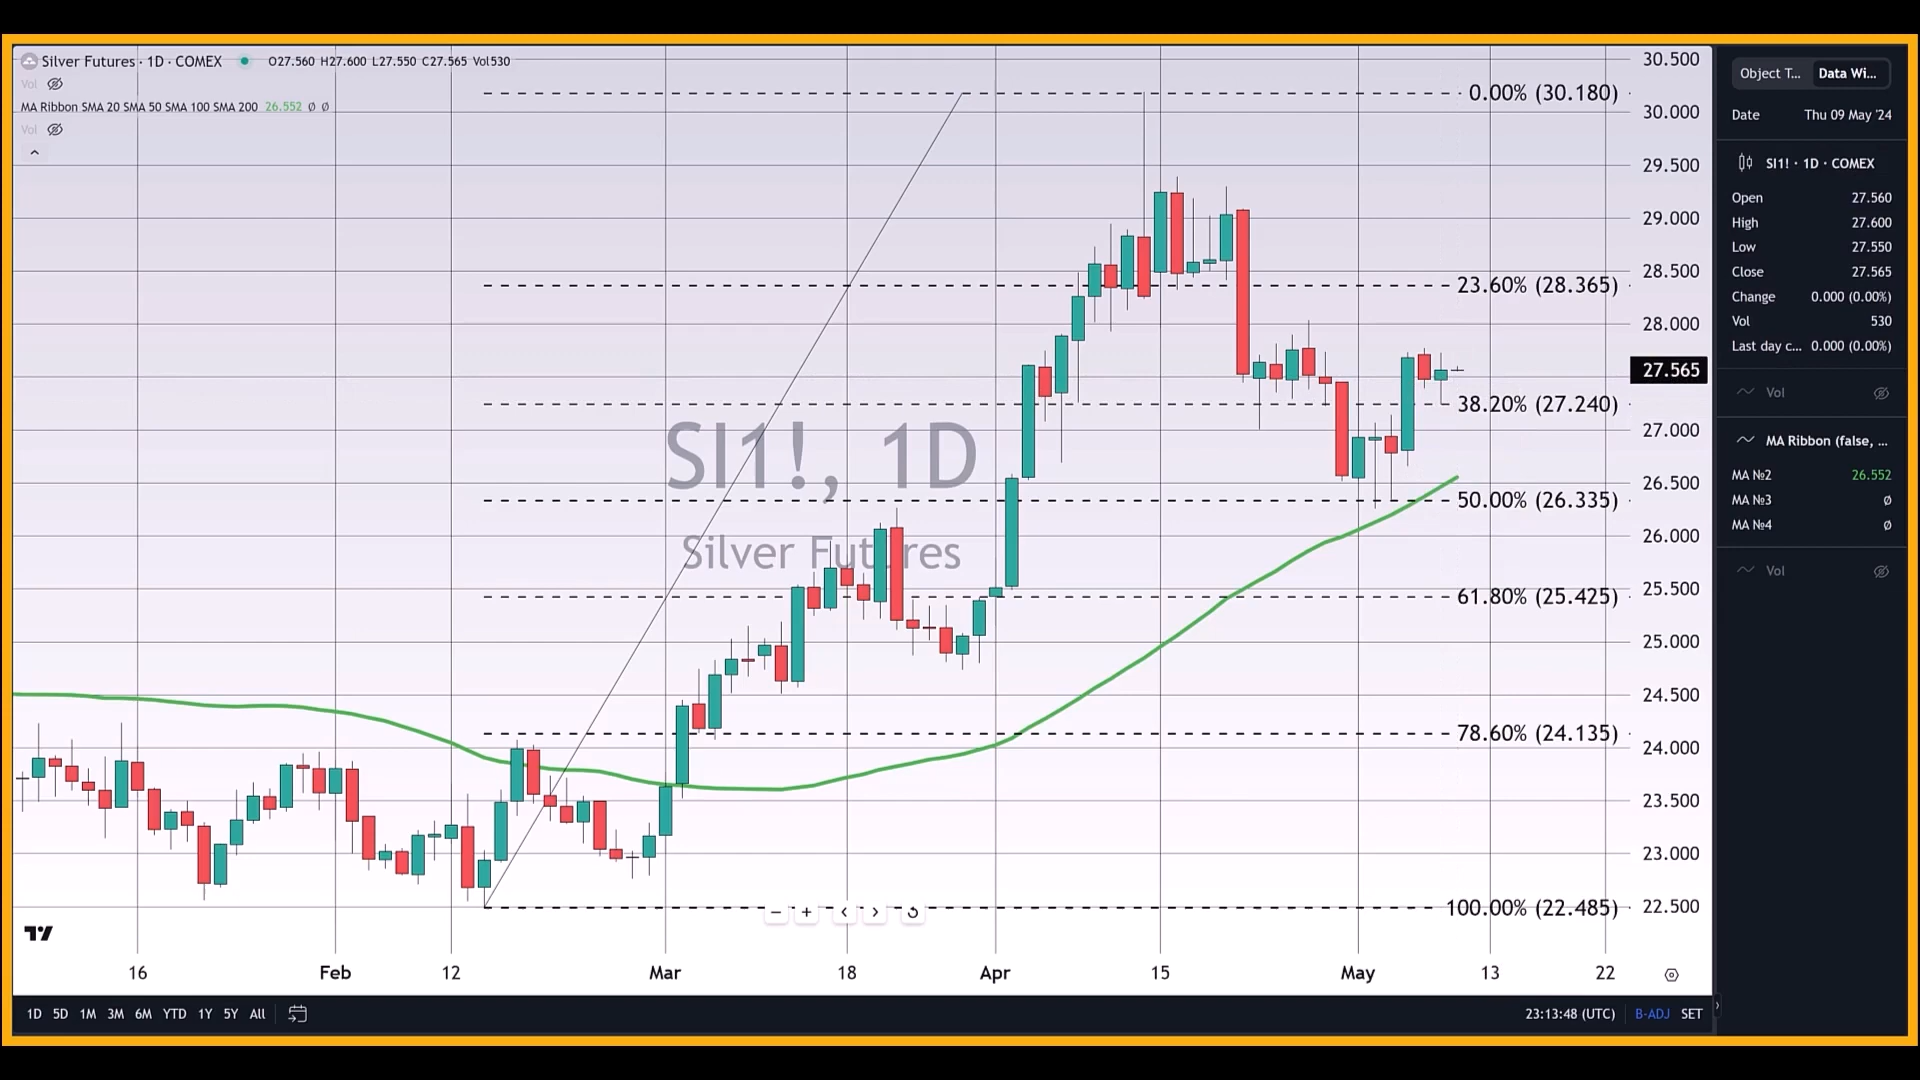 Silver Futures · 1D · COMEX O27.560 H27.600 L27.550 C27.565 Vol530
Vol
MA Ribbon SMA 20 SMA 50 SMA 100 SMA 200 26.552 ∅ ∅
Vol
0.00% (30.180)
23.60% (28.365)
38.20% (27.240)
50.00% (26.335)
61.80% (25.425)
78.60% (24.135)
100.00% (22.485)
SI1!, 1D
Silver Futures
30.500
30.000
29.500
29.000
28.500
28.000
27.565
27.000
26.500
26.000
25.500
25.000
24.500
24.000
23.500
23.000
22.500
16 Feb 12 Mar 18 Apr 15 May 13 22
1D 5D 1M 3M 6M YTD 1Y 5Y All
23:13:48 (UTC) B-ADJ SET
Object T... Data Wi...
Date Thu 09 May '24
SI1! · 1D · COMEX
Open 27.560
High 27.600
Low 27.550
Close 27.565
Change 0.000 (0.00%)
Vol 530
Last day c... 0.000 (0.00%)
Vol
MA Ribbon (false, ...
MA №2 26.552
MA №3 ∅
MA №4 ∅
Vol